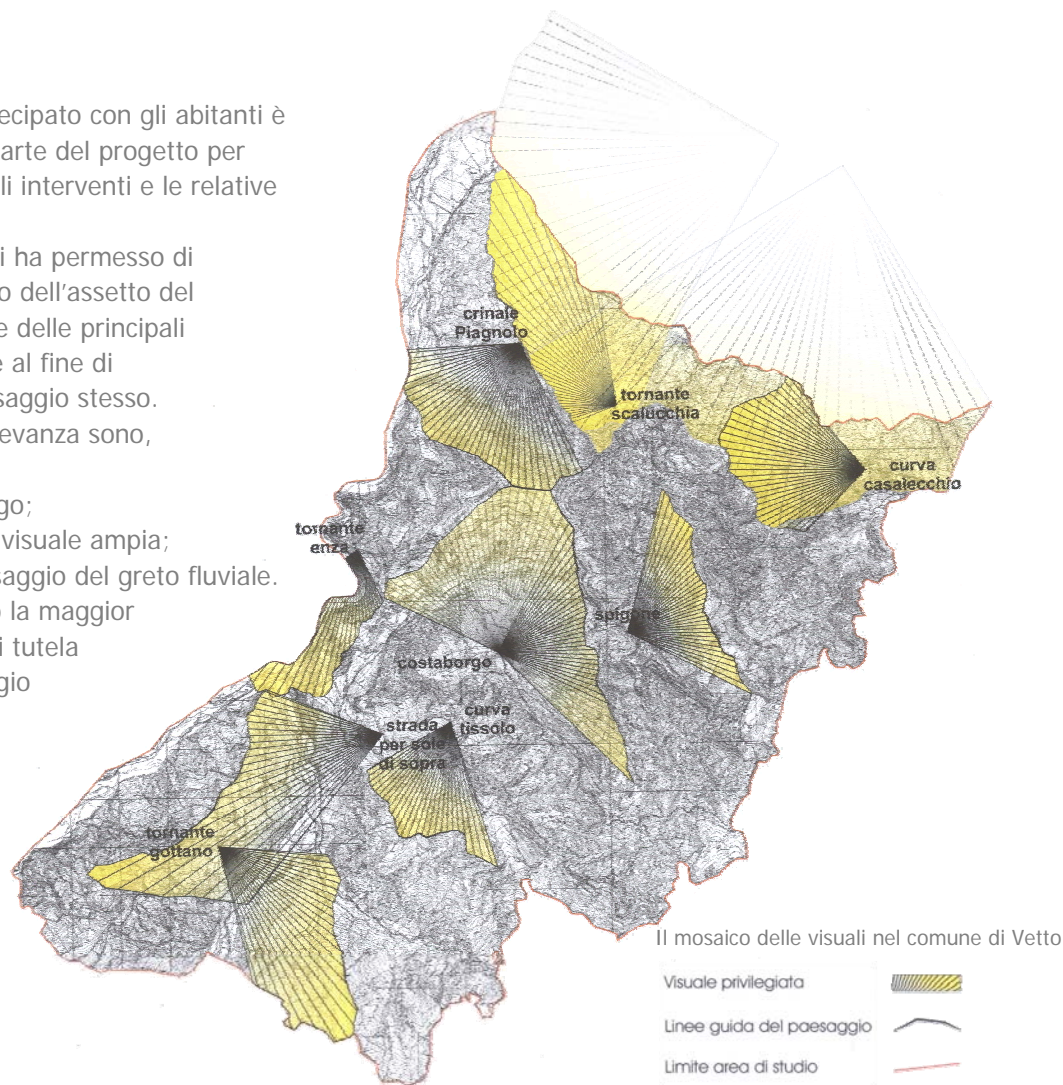 ecipato con gli abitanti è
arte del progetto per
li interventi e le relative
i ha permesso di
o dell'assetto del
e delle principali
e al fine di
saggio stesso.
evanza sono,
go;
visuale ampia;
saggio del greto fluviale.
o la maggior
i tutela
gio
crinale
Piagnolo
tornante
scalucchia
curva
casalecchio
tornante
enza
spigone
costaborgo
curva
tissolo
strada
per sole
di sopra
tornante
gottano
Il mosaico delle visuali nel comune di Vetto
Visuale privilegiata
Linee guida del paesaggio
Limite area di studio